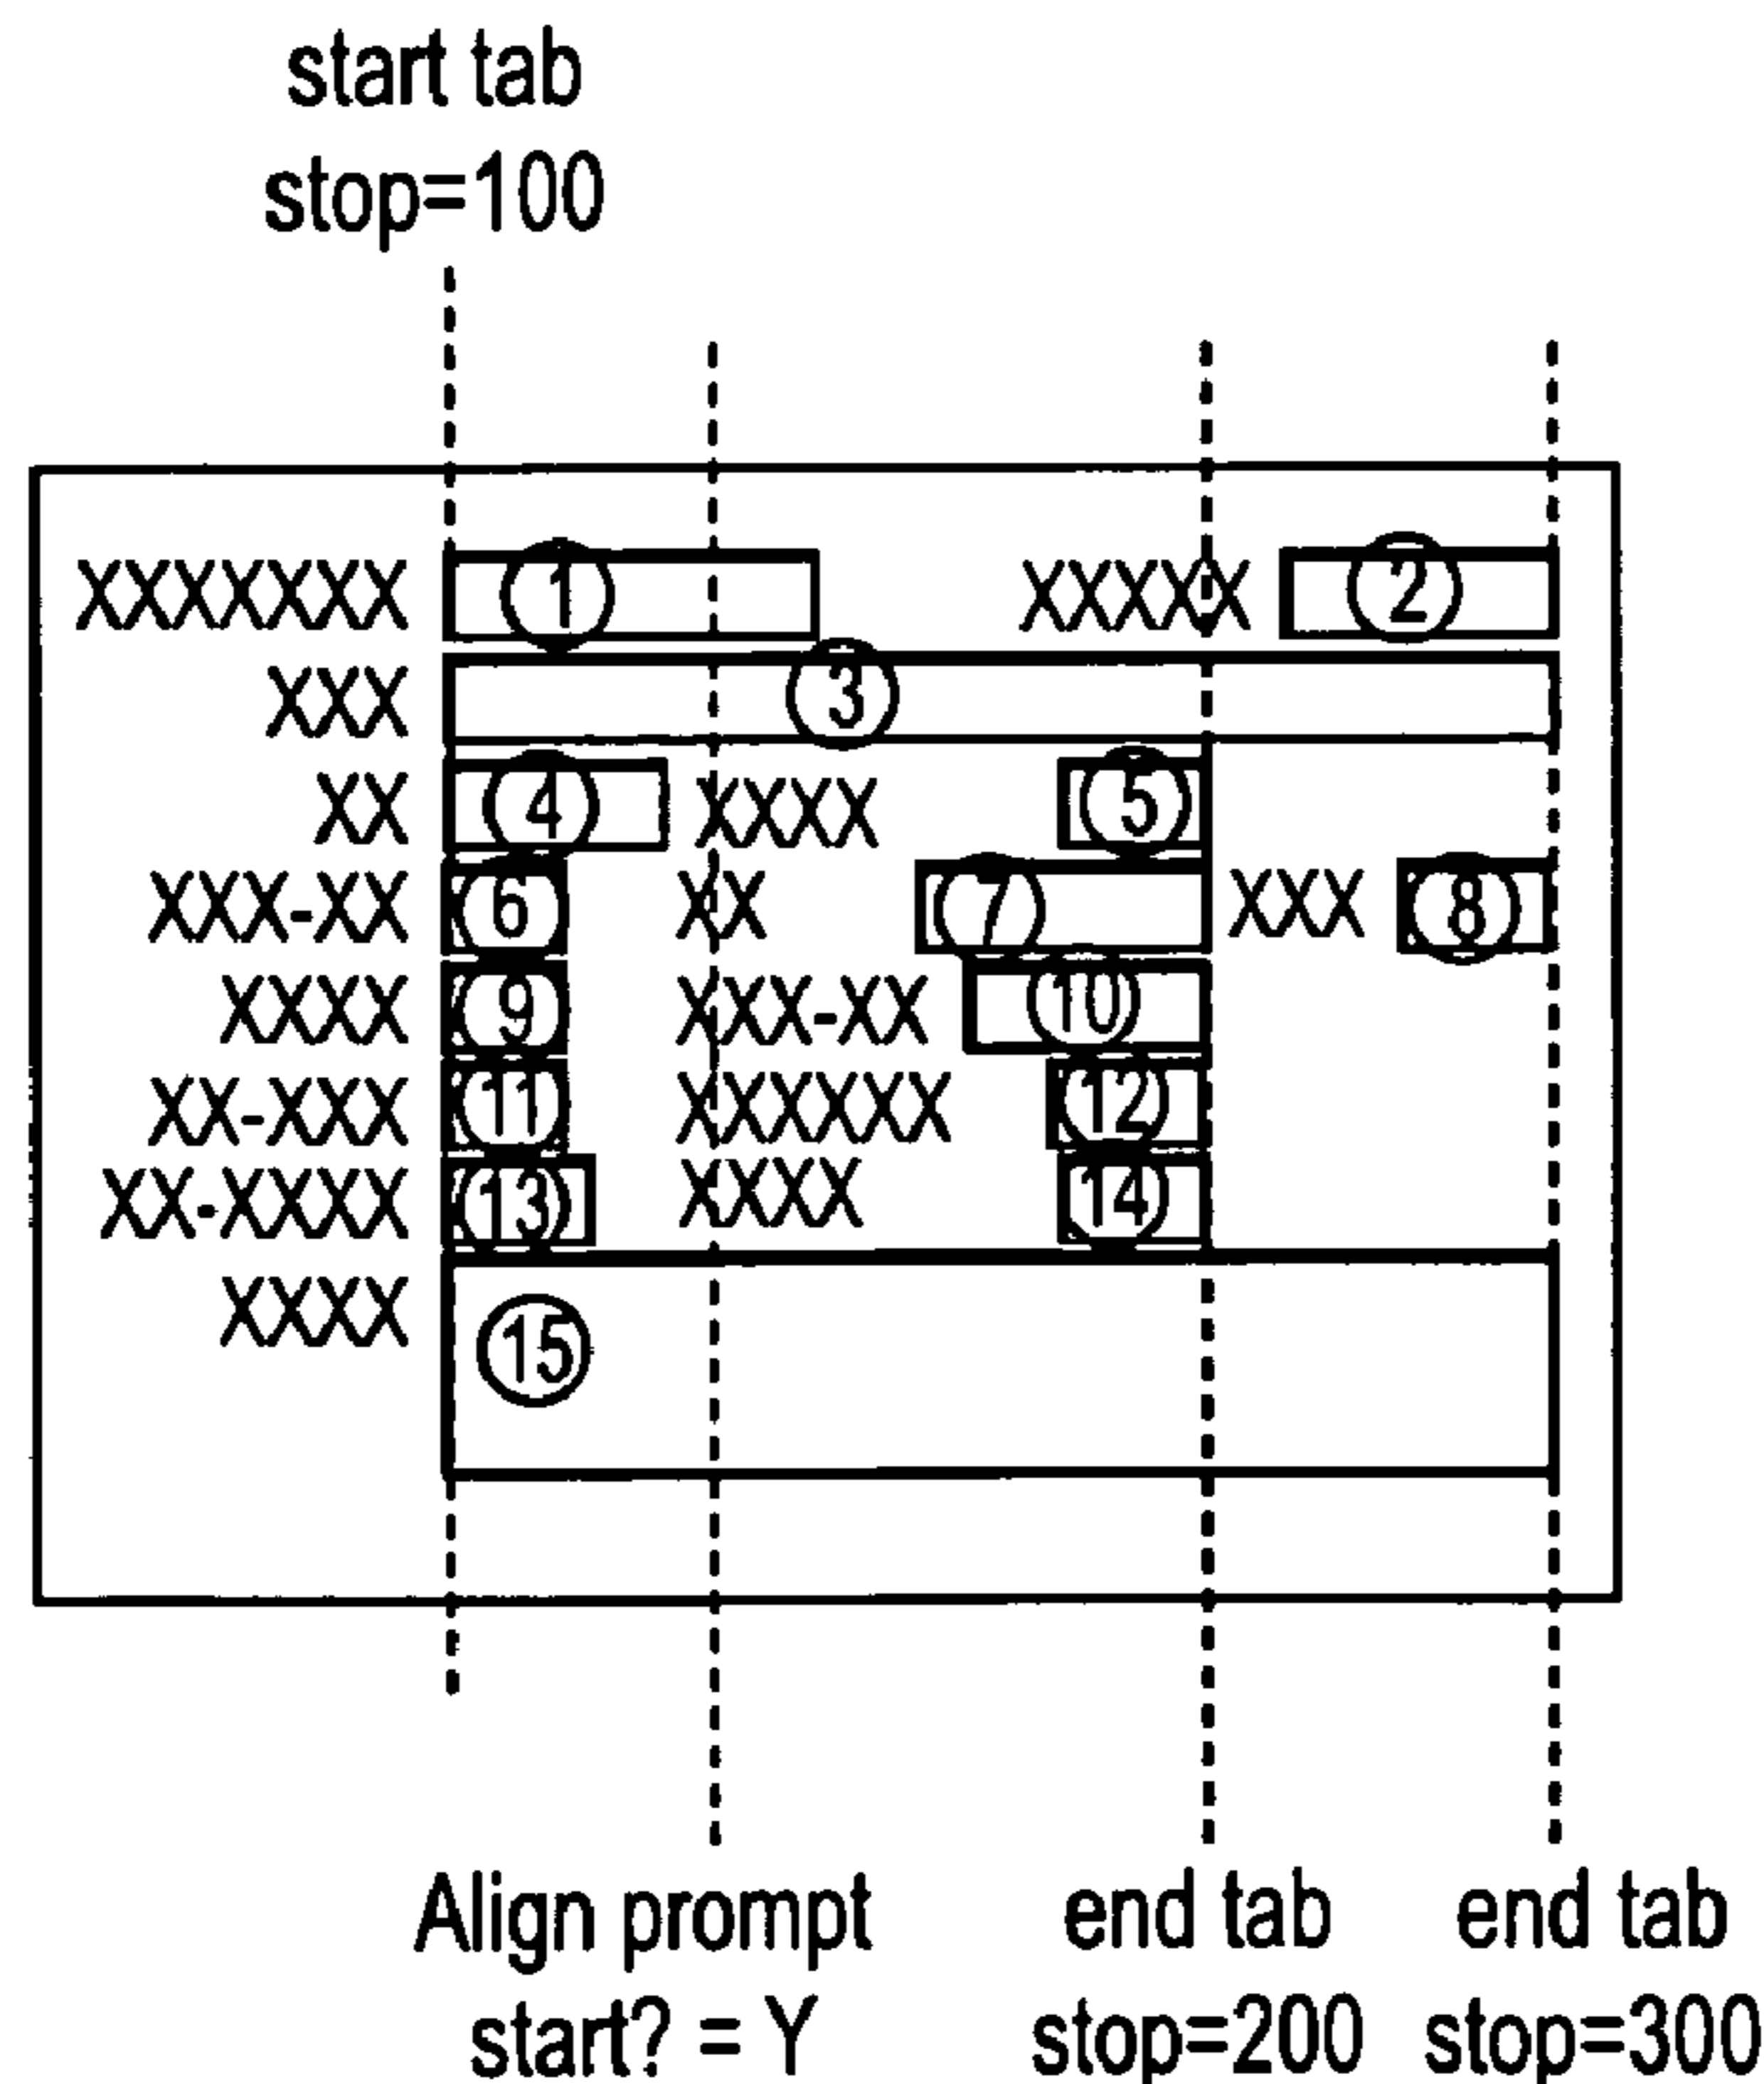 start tab
stop=100
XXXXXXX 1 XXXXX 2
XXX 3
XX 4 XXXX 5
XXX-XX 6 XX 7 XXX 8
XXXX 9 XXX-XX 10
XX-XXX 11 XXXXXX 12
XX-XXXX 13 XXXX 14
XXXX 15
Align prompt end tab end tab
start? = Y stop=200 stop=300